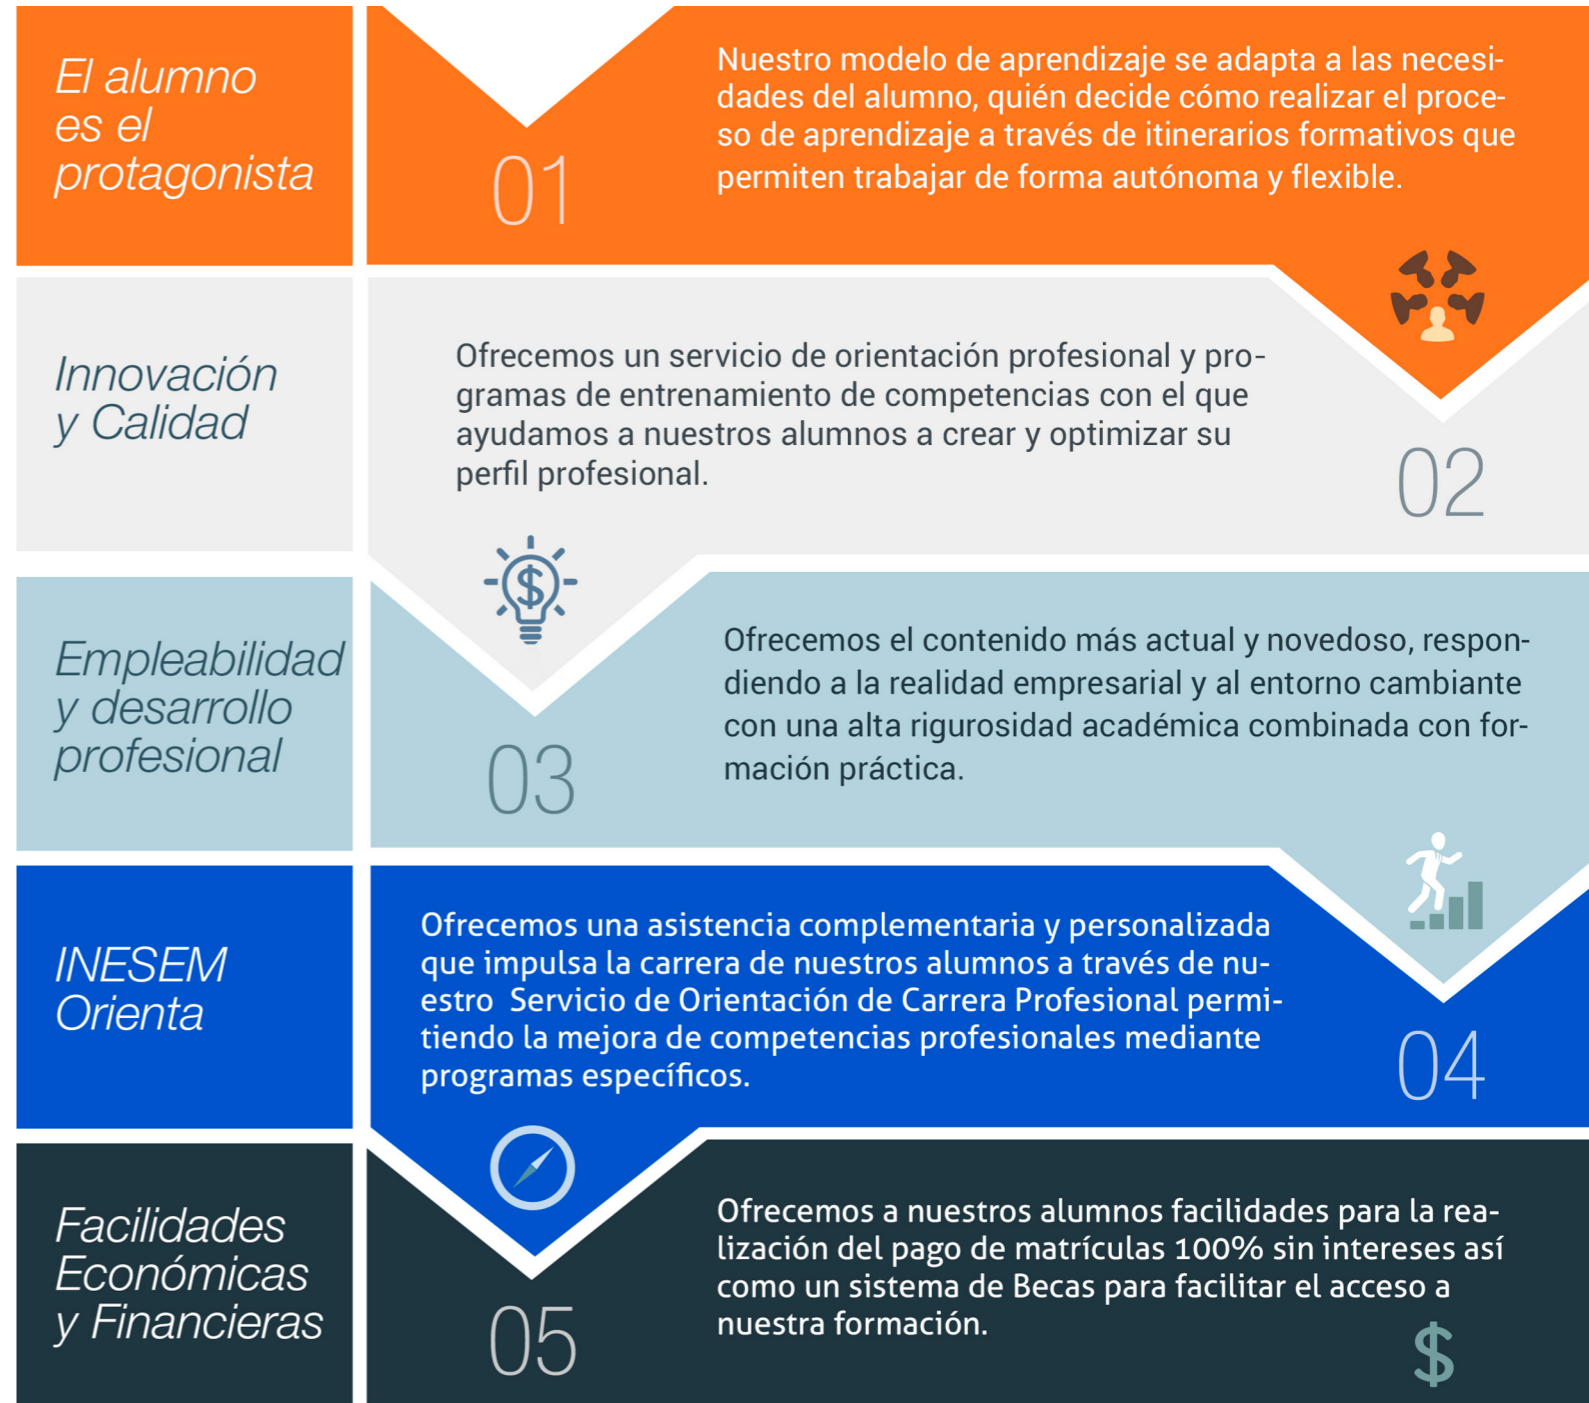 El alumno
es el
protagonista
01
Nuestro modelo de aprendizaje se adapta a las necesi-
dades del alumno, quién decide cómo realizar el proce-
so de aprendizaje a través de itinerarios formativos que
permiten trabajar de forma autónoma y flexible.
Innovación
y Calidad
Ofrecemos un servicio de orientación profesional y pro-
gramas de entrenamiento de competencias con el que
ayudamos a nuestros alumnos a crear y optimizar su
perfil profesional.
02
$
Empleabilidad
y desarrollo
profesional
03
Ofrecemos el contenido más actual y novedoso, respon-
diendo a la realidad empresarial y al entorno cambiante
con una alta rigurosidad académica combinada con for-
mación práctica.
INESEM
Orienta
Ofrecemos una asistencia complementaria y personalizada
que impulsa la carrera de nuestros alumnos a través de nu-
estro  Servicio de Orientación de Carrera Profesional permi-
tiendo la mejora de competencias profesionales mediante
programas específicos.
04
Facilidades
Económicas
y Financieras
05
Ofrecemos a nuestros alumnos facilidades para la rea-
lización del pago de matrículas 100% sin intereses así
como un sistema de Becas para facilitar el acceso a
nuestra formación.
$